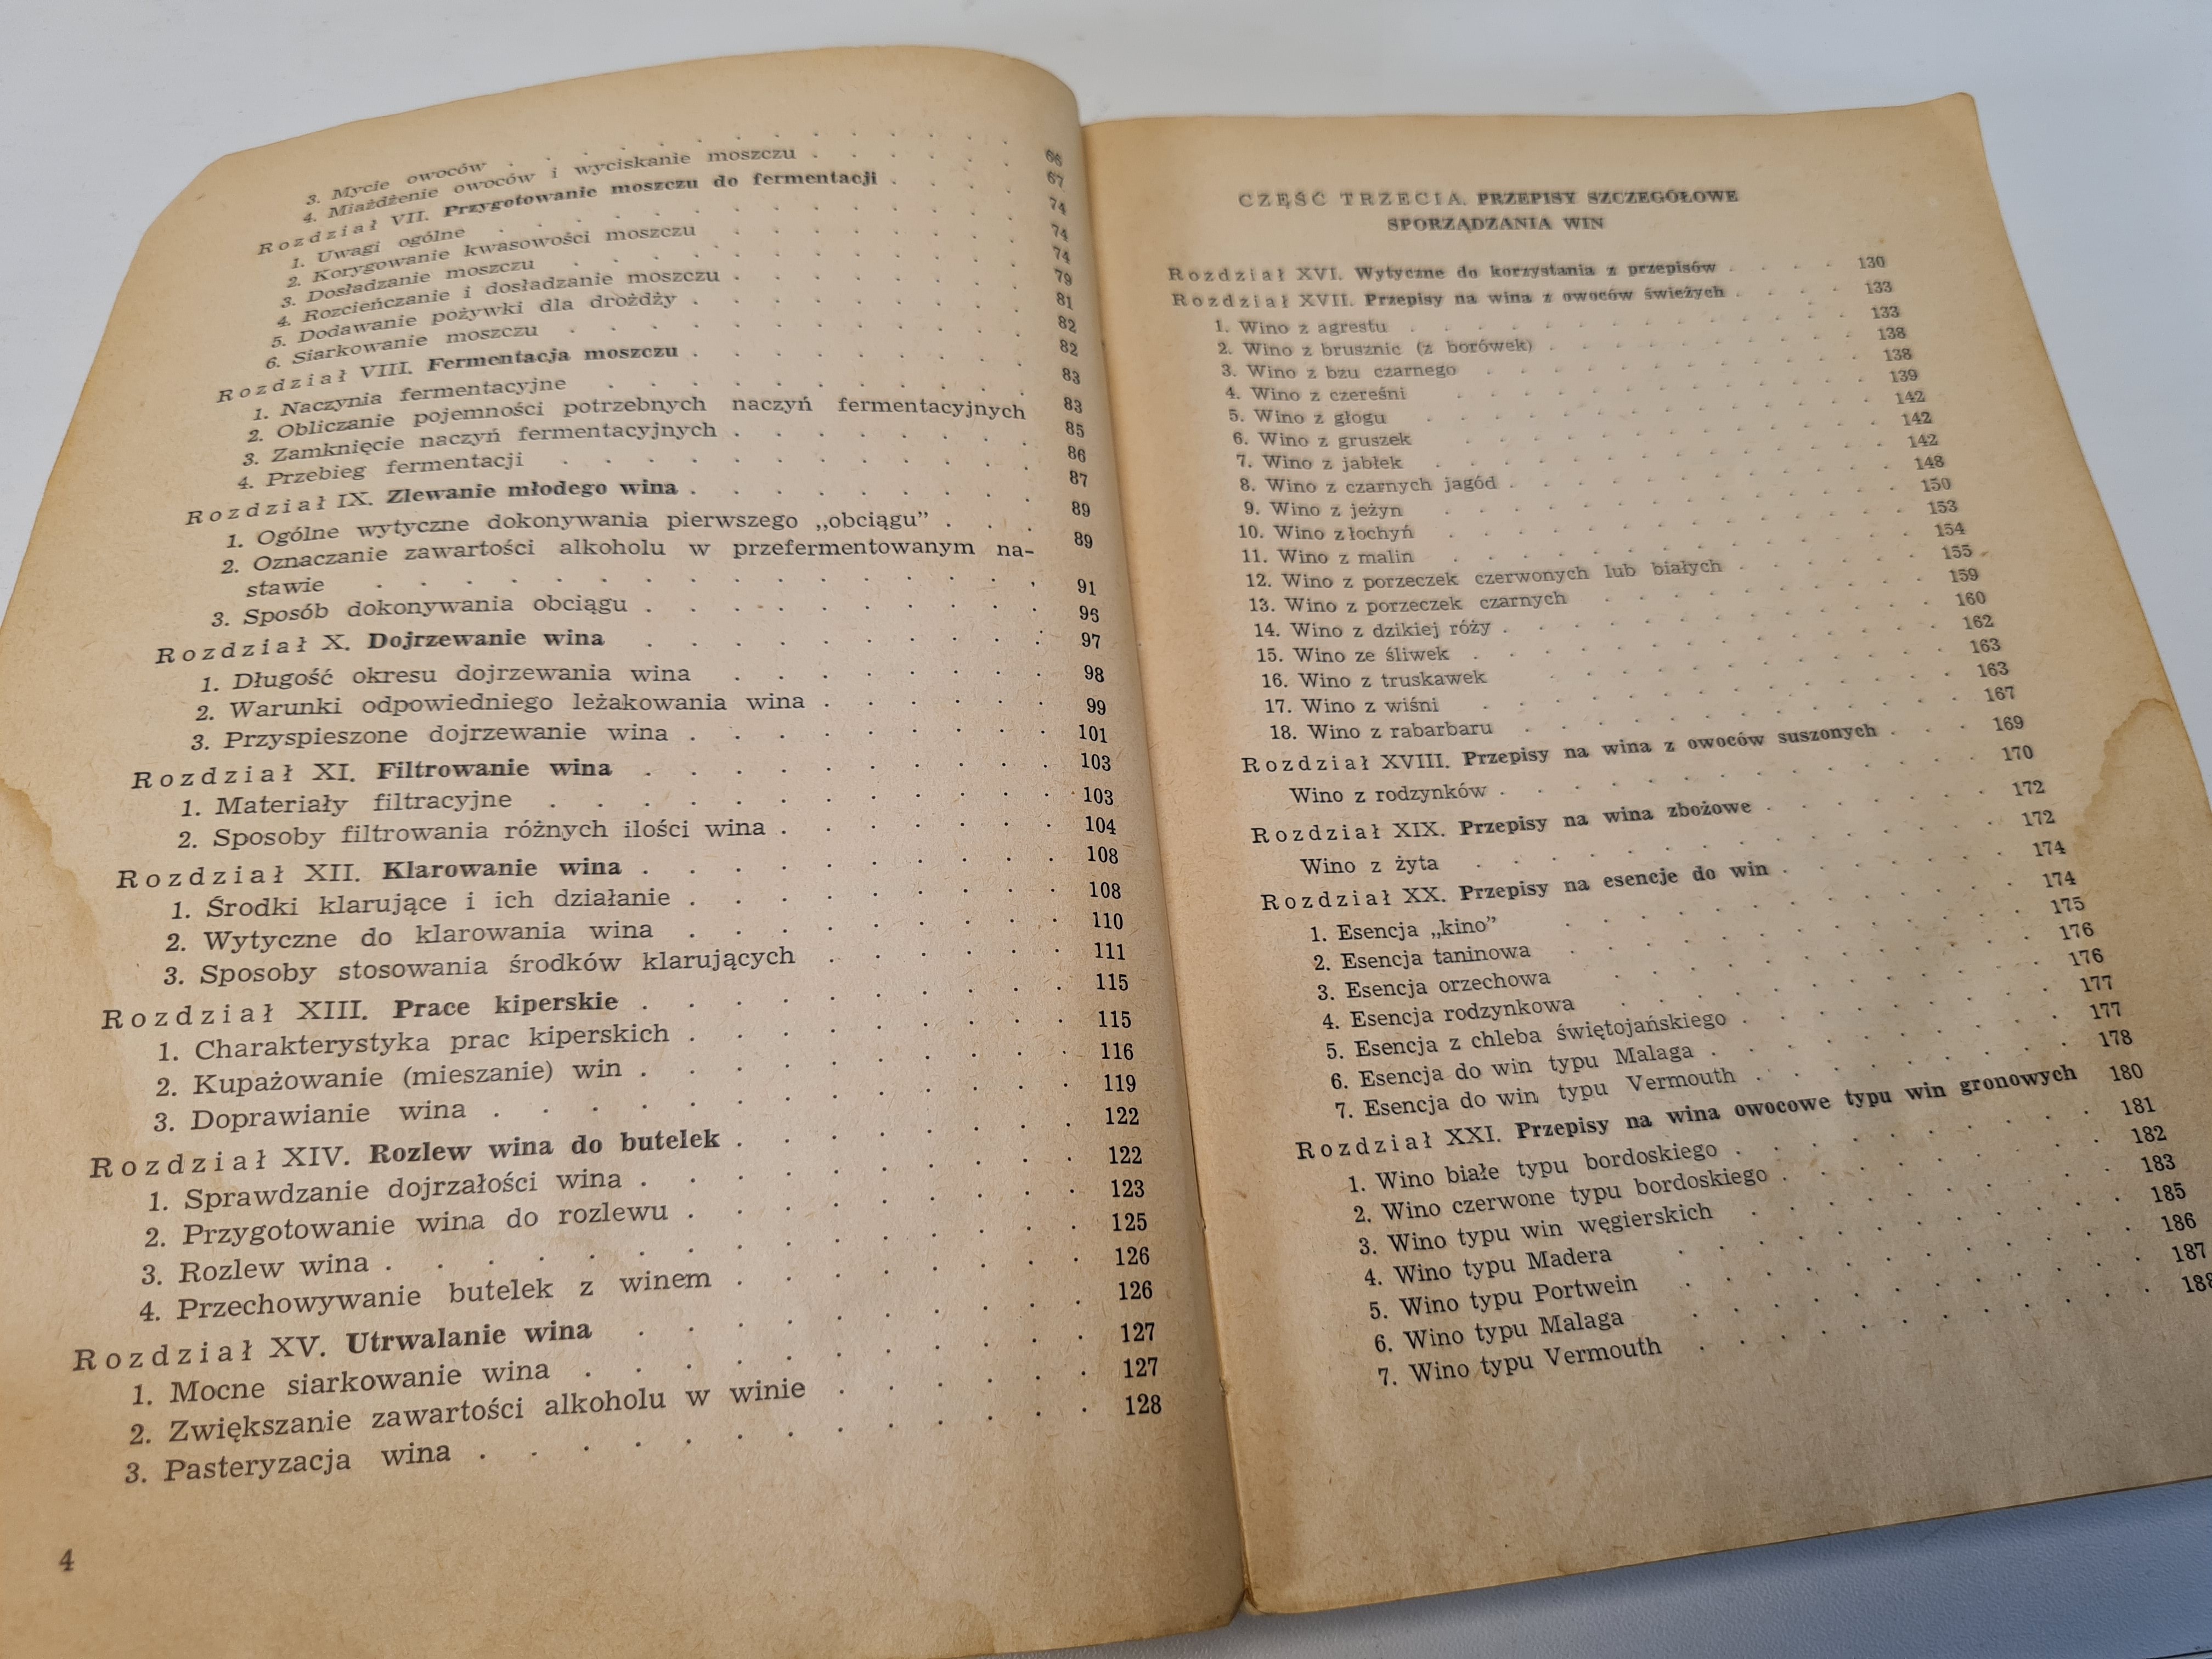 3. Mycie owoców . . . . . . . . . . 66
4. Miażdżenie owoców i wyciskanie moszczu . . . . . . 67
Rozdział VII. Przygotowanie moszczu do fermentacji . . . . 74
1. Uwagi ogólne . . . . . . . . . . 74
2. Korygowanie kwasowości moszczu . . . . . . . 74
3. Dosładzanie moszczu . . . . . . . . . 79
4. Rozcieńczanie i dosładzanie moszczu . . . . . . . 81
5. Dodawanie pożywki dla drożdży . . . . . . . . 82
6. Siarkowanie moszczu . . . . . . . . . 82
Rozdział VIII. Fermentacja moszczu . . . . . . . . 83
1. Naczynia fermentacyjne . . . . . . . . . 83
2. Obliczanie pojemności potrzebnych naczyń fermentacyjnych 85
3. Zamknięcie naczyń fermentacyjnych . . . . . . . 86
4. Przebieg fermentacji . . . . . . . . . 87
Rozdział IX. Zlewanie młodego wina . . . . . . . . 89
1. Ogólne wytyczne dokonywania pierwszego „obciągu” . . . 89
2. Oznaczanie zawartości alkoholu w przefermentowanym na-
stawie . . . . . . . . . . . . . . 91
3. Sposób dokonywania obciągu . . . . . . . . . 96
Rozdział X. Dojrzewanie wina . . . . . . . . . 97
1. Długość okresu dojrzewania wina . . . . . . . 98
2. Warunki odpowiedniego leżakowania wina . . . . . . 99
3. Przyspieszone dojrzewanie wina . . . . . . . . 101
Rozdział XI. Filtrowanie wina . . . . . . . . . 103
1. Materiały filtracyjne . . . . . . . . . . . 103
2. Sposoby filtrowania różnych ilości wina . . . . . . 104
Rozdział XII. Klarowanie wina . . . . . . . . . 108
1. Środki klarujące i ich działanie . . . . . . . . 108
2. Wytyczne do klarowania wina . . . . . . . . 110
3. Sposoby stosowania środków klarujących . . . . . 111
Rozdział XIII. Prace kiperskie . . . . . . . . . 115
1. Charakterystyka prac kiperskich . . . . . . . . 115
2. Kupażowanie (mieszanie) win . . . . . . . . . 116
3. Doprawianie wina . . . . . . . . . . . . 119
Rozdział XIV. Rozlew wina do butelek . . . . . . . 122
1. Sprawdzanie dojrzałości wina . . . . . . . . . 122
2. Przygotowanie wina do rozlewu . . . . . . . . 123
3. Rozlew wina . . . . . . . . . . . . . . 125
4. Przechowywanie butelek z winem . . . . . . . 126
Rozdział XV. Utrwalanie wina . . . . . . . . . 126
1. Mocne siarkowanie wina . . . . . . . . . . 127
2. Zwiększanie zawartości alkoholu w winie . . . . . . 127
3. Pasteryzacja wina . . . . . . . . . . . . 128
4
CZĘŚĆ TRZECIA. PRZEPISY SZCZEGÓŁOWE
SPORZĄDZANIA WIN
Rozdział XVI. Wytyczne do korzystania z przepisów . . . . 130
Rozdział XVII. Przepisy na wina z owoców świeżych . . . . 133
1. Wino z agrestu . . . . . . . . . . . 133
2. Wino z brusznic (z borówek) . . . . . . . . 138
3. Wino z bzu czarnego . . . . . . . . . . 138
4. Wino z czereśni . . . . . . . . . . . 139
5. Wino z głogu . . . . . . . . . . . . 142
6. Wino z gruszek . . . . . . . . . . . 142
7. Wino z jabłek . . . . . . . . . . . . 142
8. Wino z czarnych jagód . . . . . . . . . . 148
9. Wino z jeżyn . . . . . . . . . . . . 150
10. Wino z łochyń . . . . . . . . . . . . 153
11. Wino z malin . . . . . . . . . . . . 154
12. Wino z porzeczek czerwonych lub białych . . . . . 155
13. Wino z porzeczek czarnych . . . . . . . . 159
14. Wino z dzikiej róży . . . . . . . . . . . 160
15. Wino ze śliwek . . . . . . . . . . . . 162
16. Wino z truskawek . . . . . . . . . . . 163
17. Wino z wiśni . . . . . . . . . . . . 163
18. Wino z rabarbaru . . . . . . . . . . . 167
Rozdział XVIII. Przepisy na wina z owoców suszonych . . . 169
Wino z rodzynków . . . . . . . . . . . . 170
Rozdział XIX. Przepisy na wina zbożowe . . . . . . 172
Wino z żyta . . . . . . . . . . . . . 172
Rozdział XX. Przepisy na esencje do win . . . . . . 174
1. Esencja „kino” . . . . . . . . . . . . 174
2. Esencja taninowa . . . . . . . . . . . 175
3. Esencja orzechowa . . . . . . . . . . . 176
4. Esencja rodzynkowa . . . . . . . . . . . 176
5. Esencja z chleba świętojańskiego . . . . . . . . 177
6. Esencja do win typu Malaga . . . . . . . . . 177
7. Esencja do win typu Vermouth . . . . . . . . 178
Rozdział XXI. Przepisy na wina owocowe typu win gronowych 180
1. Wino białe typu bordoskiego . . . . . . . . . 181
2. Wino czerwone typu bordoskiego . . . . . . . . 182
3. Wino typu win węgierskich . . . . . . . . . 183
4. Wino typu Madera . . . . . . . . . . . 185
5. Wino typu Portwein . . . . . . . . . . . 186
6. Wino typu Malaga . . . . . . . . . . . 187
7. Wino typu Vermouth . . . . . . . . . . . 188